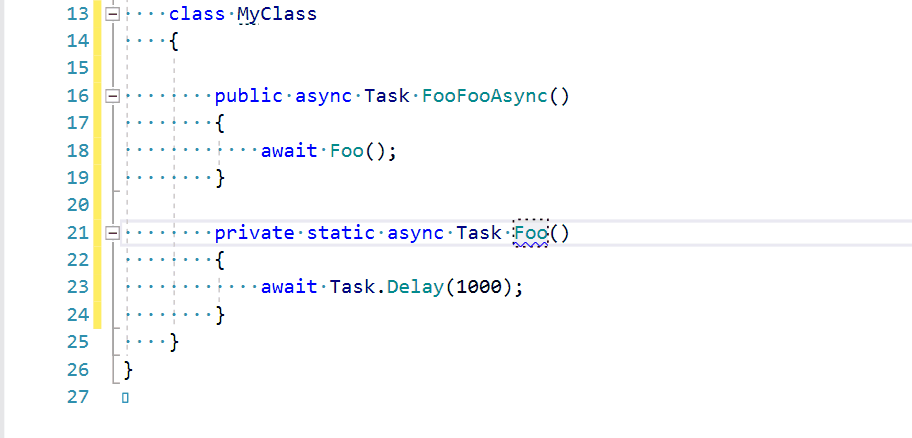 13 class MyClass
14 {
15
16 public async Task FooFooAsync()
17 {
18 await Foo();
19 }
20
21 private static async Task Foo()
22 {
23 await Task.Delay(1000);
24 }
25 }
26 }
27